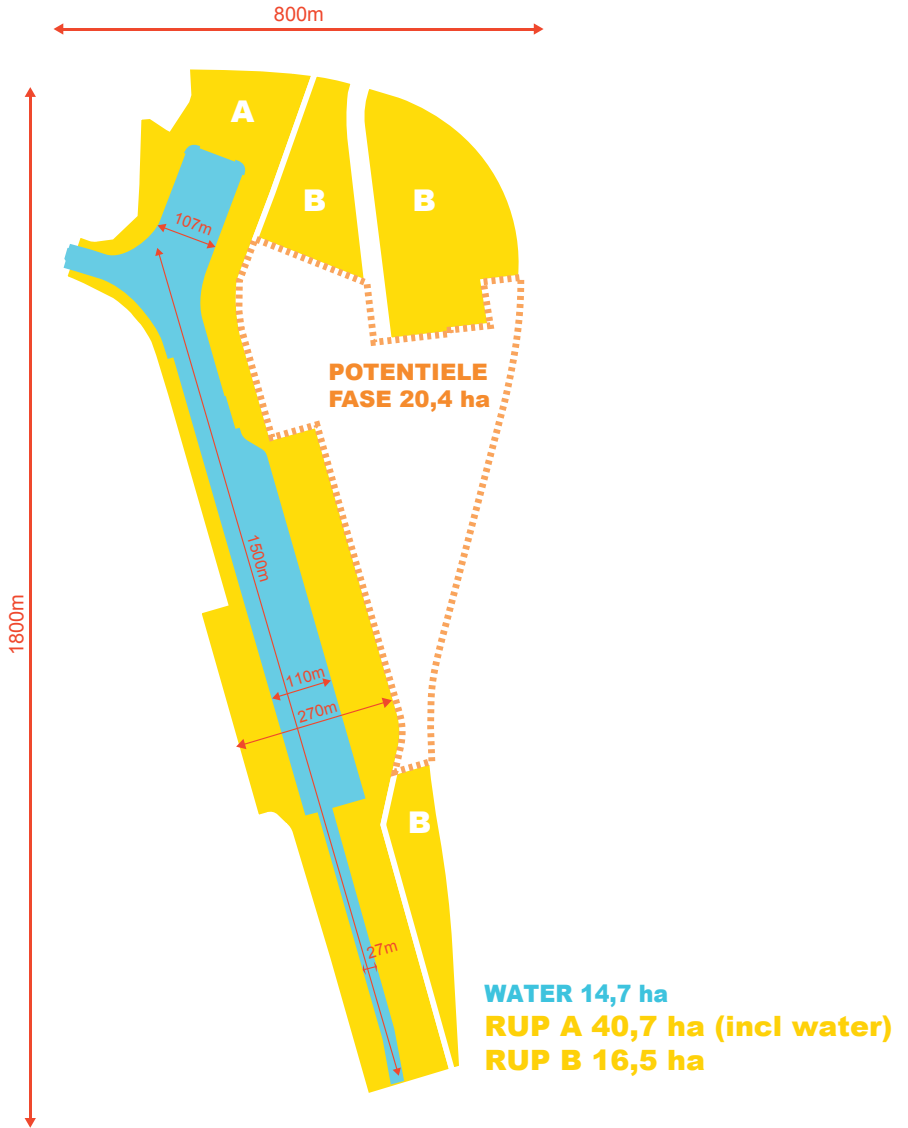 800m
A
B
B
107m
POTENTIELE
FASE 20,4 ha
1500m
1800m
110m
270m
B
27m
WATER 14,7 ha
RUP A 40,7 ha (incl water)
RUP B 16,5 ha